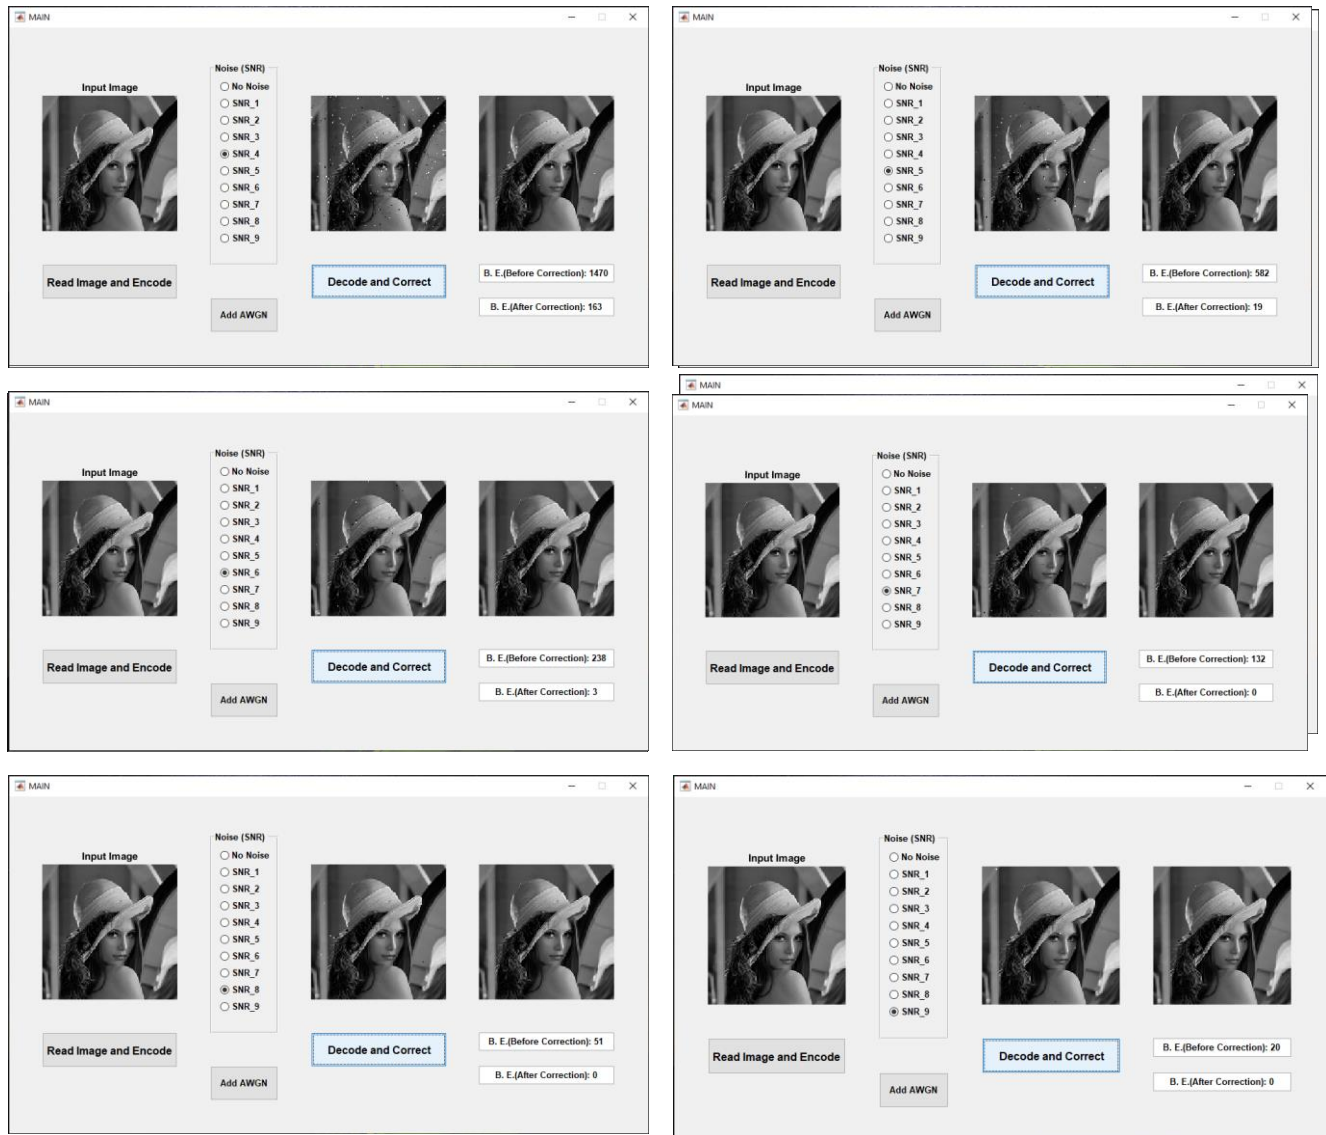 MAIN
Noise (SNR)
Input Image
No Noise
SNR_1
SNR_2
SNR_3
SNR_4
SNR_5
SNR_6
SNR_7
SNR_8
SNR_9
Read Image and Encode
Add AWGN
Decode and Correct
B. E.(Before Correction): 1470
B. E.(After Correction): 163
MAIN
Noise (SNR)
Input Image
No Noise
SNR_1
SNR_2
SNR_3
SNR_4
SNR_5
SNR_6
SNR_7
SNR_8
SNR_9
Read Image and Encode
Add AWGN
Decode and Correct
B. E.(Before Correction): 582
B. E.(After Correction): 19
MAIN
Noise (SNR)
Input Image
No Noise
SNR_1
SNR_2
SNR_3
SNR_4
SNR_5
SNR_6
SNR_7
SNR_8
SNR_9
Read Image and Encode
Add AWGN
Decode and Correct
B. E.(Before Correction): 238
B. E.(After Correction): 3
MAIN
MAIN
Noise (SNR)
Input Image
No Noise
SNR_1
SNR_2
SNR_3
SNR_4
SNR_5
SNR_6
SNR_7
SNR_8
SNR_9
Read Image and Encode
Add AWGN
Decode and Correct
B. E.(Before Correction): 132
B. E.(After Correction): 0
MAIN
Noise (SNR)
Input Image
No Noise
SNR_1
SNR_2
SNR_3
SNR_4
SNR_5
SNR_6
SNR_7
SNR_8
SNR_9
Read Image and Encode
Add AWGN
Decode and Correct
B. E.(Before Correction): 51
B. E.(After Correction): 0
MAIN
Noise (SNR)
Input Image
No Noise
SNR_1
SNR_2
SNR_3
SNR_4
SNR_5
SNR_6
SNR_7
SNR_8
SNR_9
Read Image and Encode
Add AWGN
Decode and Correct
B. E.(Before Correction): 20
B. E.(After Correction): 0